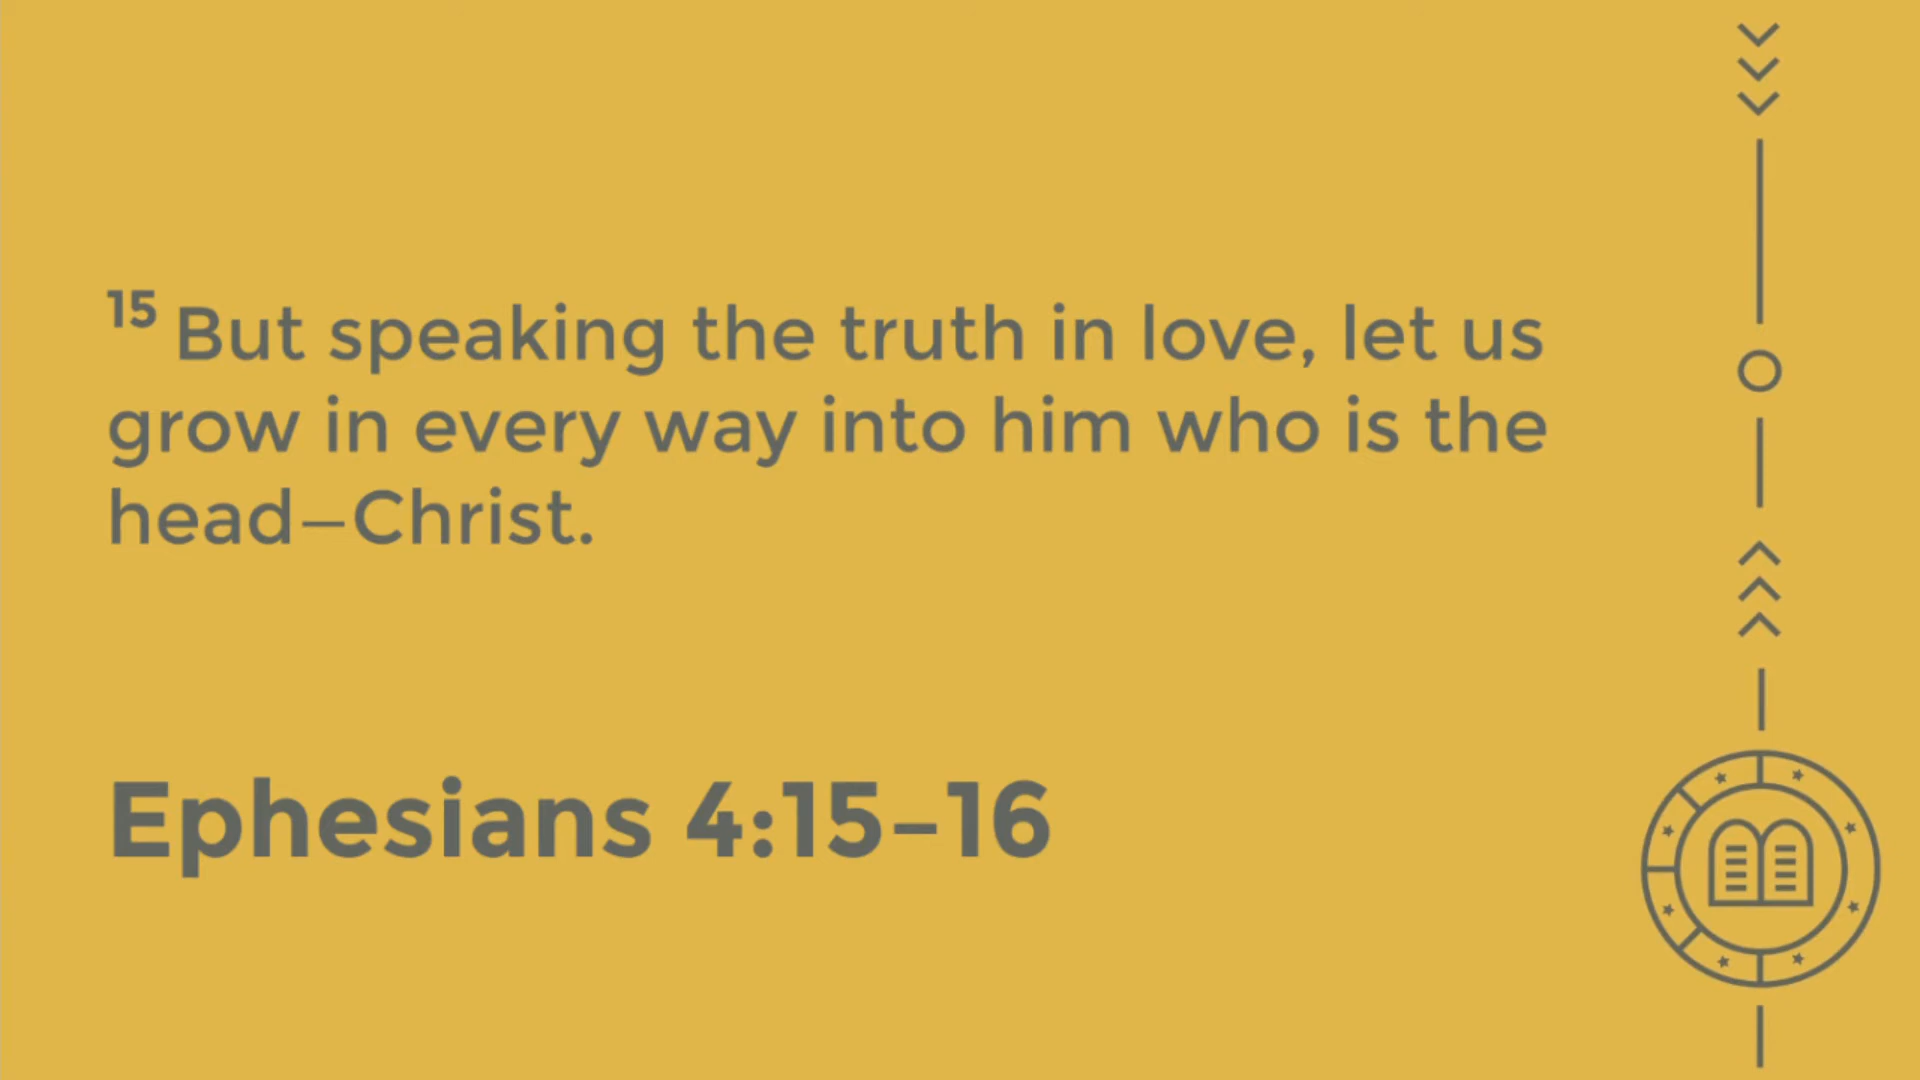 15 But speaking the truth in love, let us
grow in every way into him who is the
head—Christ.
Ephesians 4:15–16